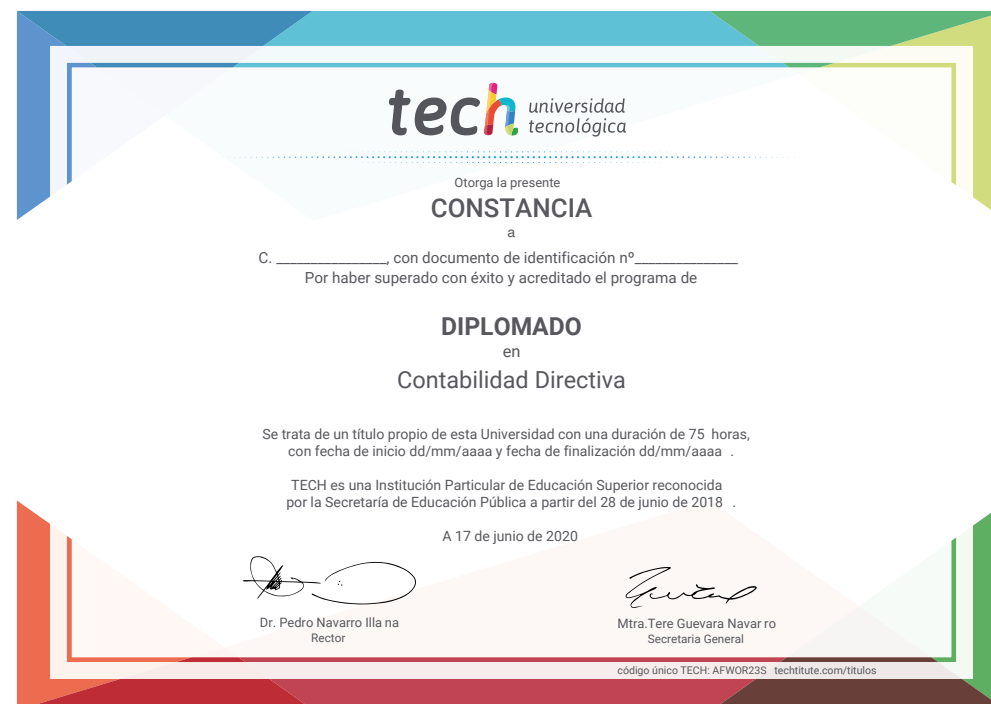 tech universidad
tecnológica
Otorga la presente
CONSTANCIA
a
C. ________________, con documento de identificación nº_______________
Por haber superado con éxito y acreditado el programa de
DIPLOMADO
en
Contabilidad Directiva
Se trata de un título propio de esta Universidad con una duración de 75 horas,
con fecha de inicio dd/mm/aaaa y fecha de finalización dd/mm/aaaa .
TECH es una Institución Particular de Educación Superior reconocida
por la Secretaría de Educación Pública a partir del 28 de junio de 2018 .
A 17 de junio de 2020
Dr. Pedro Navarro Illa na
Rector
Mtra.Tere Guevara Navar ro
Secretaria General
código único TECH: AFWOR23S techtitute.com/titulos